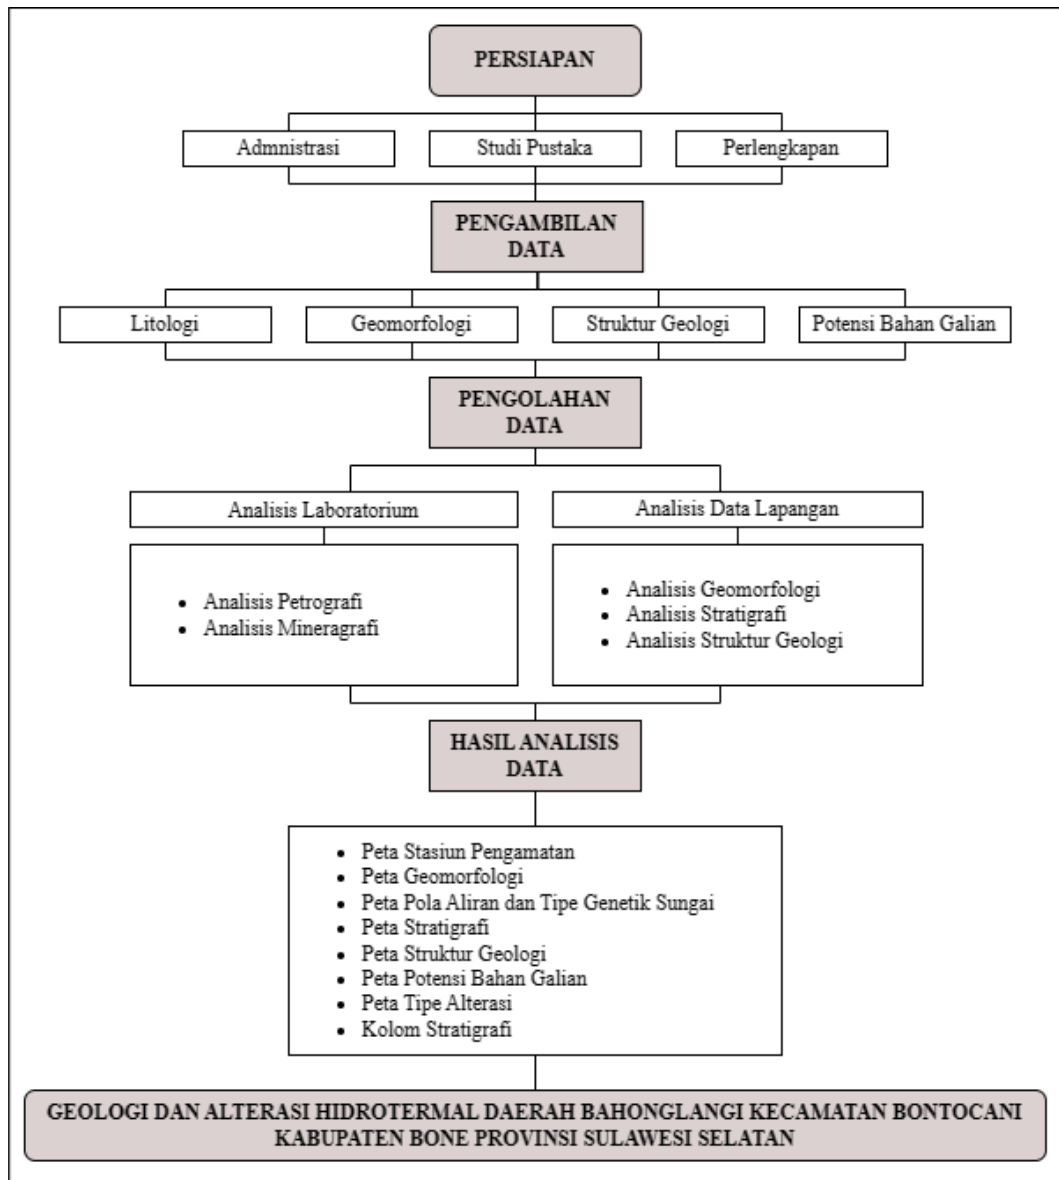 PERSIAPAN
Admnistrasi
Studi Pustaka
Perlengkapan
PENGAMBILAN
DATA
Litologi
Geomorfologi
Struktur Geologi
Potensi Bahan Galian
PENGOLAHAN
DATA
Analisis Laboratorium
Analisis Data Lapangan
• Analisis Petrografi
• Analisis Mineragrafi
• Analisis Geomorfologi
• Analisis Stratigrafi
• Analisis Struktur Geologi
HASIL ANALISIS
DATA
• Peta Stasiun Pengamatan
• Peta Geomorfologi
• Peta Pola Aliran dan Tipe Genetik Sungai
• Peta Stratigrafi
• Peta Struktur Geologi
• Peta Potensi Bahan Galian
• Peta Tipe Alterasi
• Kolom Stratigrafi
GEOLOGI DAN ALTERASI HIDROTERMAL DAERAH BAHONGLANGI KECAMATAN BONTOCANI
KABUPATEN BONE PROVINSI SULAWESI SELATAN